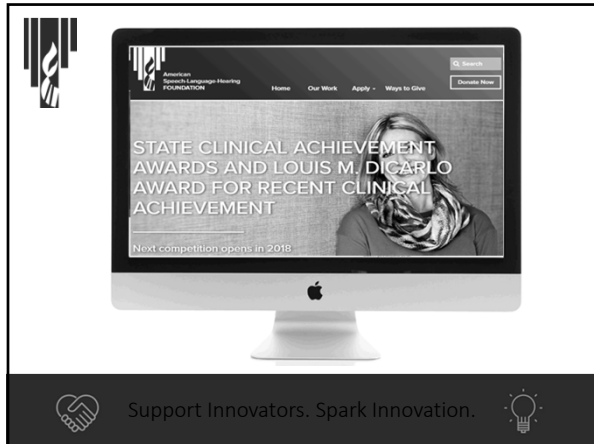 American
Speech-Language-Hearing
FOUNDATION
Search
Home Our Work Apply Ways to Give
Donate Now
STATE CLINICAL ACHIEVEMENT
AWARDS AND LOUIS M. DICARLO
AWARD FOR RECENT CLINICAL
ACHIEVEMENT
Next competition opens in 2018
Support Innovators. Spark Innovation.